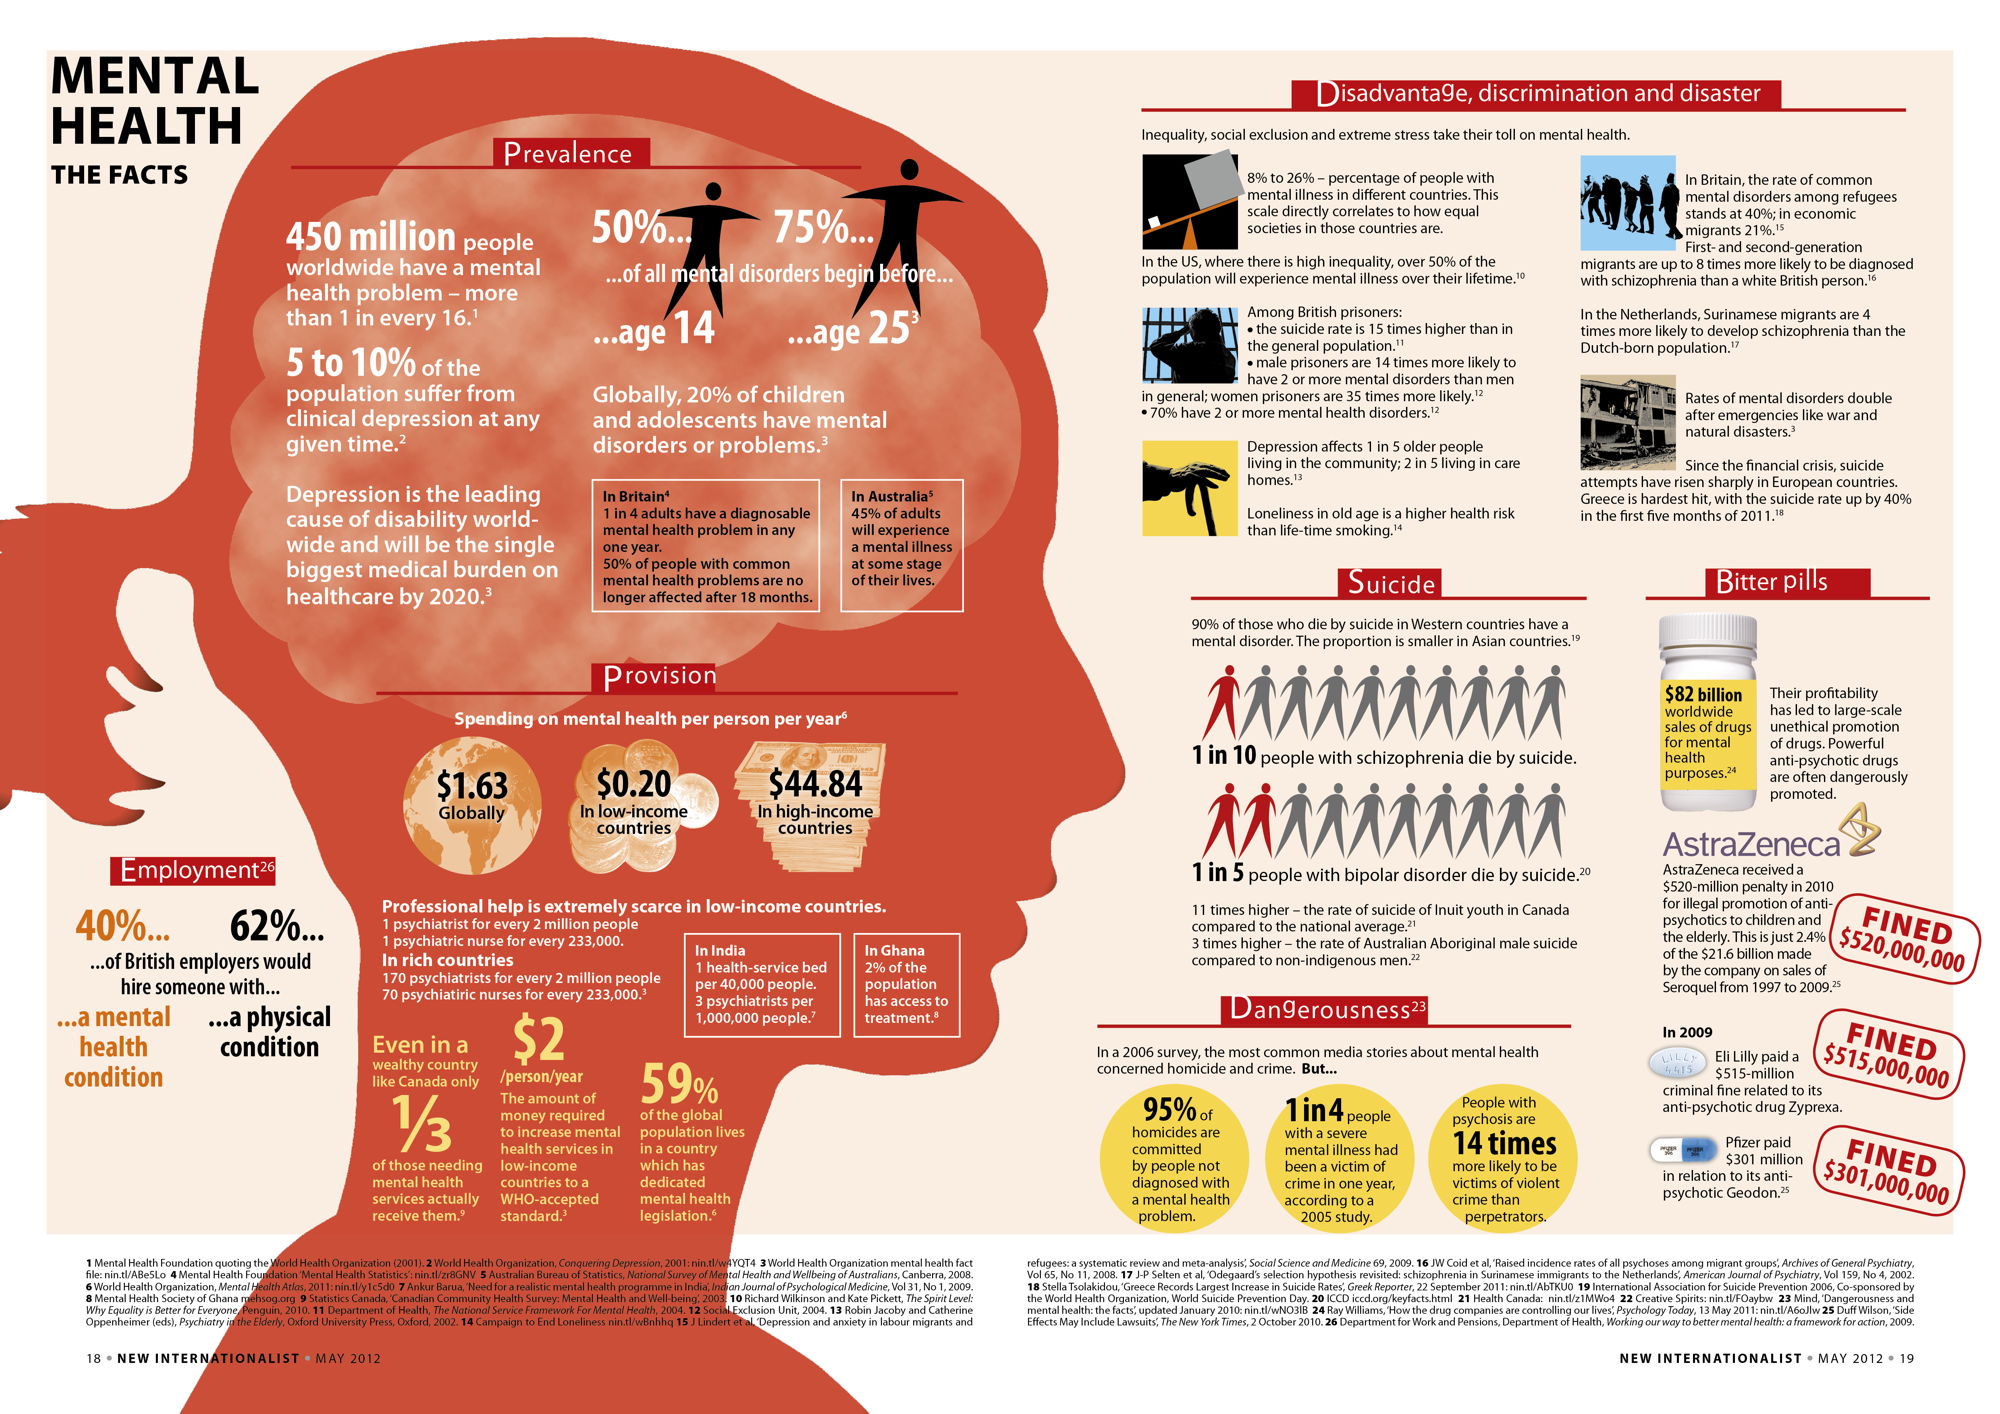 MENTAL
HEALTH
THE FACTS
Prevalence
450 million people
worldwide have a mental
health problem – more
than 1 in every 16.1
5 to 10% of the
population suffer from
clinical depression at any
given time.2
Depression is the leading
cause of disability world-
wide and will be the single
biggest medical burden on
healthcare by 2020.3
50%... 75%...
...of all mental disorders begin before...
...age 14 ...age 253
Globally, 20% of children
and adolescents have mental
disorders or problems.3
In Britain4
1 in 4 adults have a diagnosable
mental health problem in any
one year.
50% of people with common
mental health problems are no
longer affected after 18 months.
In Australia5
45% of adults
will experience
a mental illness
at some stage
of their lives.
Provision
Spending on mental health per person per year6
$1.63
Globally
$0.20
In low-income
countries
$44.84
In high-income
countries
Professional help is extremely scarce in low-income countries.
1 psychiatrist for every 2 million people
1 psychiatric nurse for every 233,000.
In rich countries
170 psychiatrists for every 2 million people
70 psychiatiric nurses for every 233,000.3
In India
1 health-service bed
per 40,000 people.
3 psychiatrists per
1,000,000 people.7
In Ghana
2% of the
population
has access to
treatment.8
Even in a
wealthy country
like Canada only
1/3
of those needing
mental health
services actually
receive them.9
$2
/person/year
The amount of
money required
to increase mental
health services in
low-income
countries to a
WHO-accepted
standard.3
59%
of the global
population lives
in a country
which has
dedicated
mental health
legislation.6
Employment26
40%... 62%...
...of British employers would
hire someone with...
...a mental
health
condition
...a physical
condition
Disadvantage, discrimination and disaster
Inequality, social exclusion and extreme stress take their toll on mental health.
8% to 26% – percentage of people with
mental illness in different countries. This
scale directly correlates to how equal
societies in those countries are.
In the US, where there is high inequality, over 50% of the
population will experience mental illness over their lifetime.10
Among British prisoners:
• the suicide rate is 15 times higher than in
the general population.11
• male prisoners are 14 times more likely to
have 2 or more mental disorders than men
in general; women prisoners are 35 times more likely.12
• 70% have 2 or more mental health disorders.12
Depression affects 1 in 5 older people
living in the community; 2 in 5 living in care
homes.13
Loneliness in old age is a higher health risk
than life-time smoking.14
In Britain, the rate of common
mental disorders among refugees
stands at 40%; in economic
migrants 21%.15
First- and second-generation
migrants are up to 8 times more likely to be diagnosed
with schizophrenia than a white British person.16
In the Netherlands, Surinamese migrants are 4
times more likely to develop schizophrenia than the
Dutch-born population.17
Rates of mental disorders double
after emergencies like war and
natural disasters.3
Since the financial crisis, suicide
attempts have risen sharply in European countries.
Greece is hardest hit, with the suicide rate up by 40%
in the first five months of 2011.18
Suicide
90% of those who die by suicide in Western countries have a
mental disorder. The proportion is smaller in Asian countries.19
1 in 10 people with schizophrenia die by suicide.
1 in 5 people with bipolar disorder die by suicide.20
11 times higher – the rate of suicide of Inuit youth in Canada
compared to the national average.21
3 times higher – the rate of Australian Aboriginal male suicide
compared to non-indigenous men.22
Dangerousness23
In a 2006 survey, the most common media stories about mental health
concerned homicide and crime. But...
95% of
homicides are
committed
by people not
diagnosed with
a mental health
problem.
1 in 4 people
with a severe
mental illness had
been a victim of
crime in one year,
according to a
2005 study.
People with
psychosis are
14 times
more likely to be
victims of violent
crime than
perpetrators.
Bitter pills
$82 billion
worldwide
sales of drugs
for mental
health
purposes.24
Their profitability
has led to large-scale
unethical promotion
of drugs. Powerful
anti-psychotic drugs
are often dangerously
promoted.
AstraZeneca
AstraZeneca received a
$520-million penalty in 2010
for illegal promotion of anti-
psychotics to children and
the elderly. This is just 2.4%
of the $21.6 billion made
by the company on sales of
Seroquel from 1997 to 2009.25
FINED
$520,000,000
In 2009
LILLY
4415
Eli Lilly paid a
$515-million
criminal fine related to its
anti-psychotic drug Zyprexa.
FINED
$515,000,000
PFIZER
396
Pfizer paid
$301 million
in relation to its anti-
psychotic Geodon.25
FINED
$301,000,000
1 Mental Health Foundation quoting the World Health Organization (2001). 2 World Health Organization, Conquering Depression, 2001: nin.tl/w4YQT4 3 World Health Organization mental health fact
file: nin.tl/ABe5Lo 4 Mental Health Foundation 'Mental Health Statistics': nin.tl/zr8GNV 5 Australian Bureau of Statistics, National Survey of Mental Health and Wellbeing of Australians, Canberra, 2008.
6 World Health Organization, Mental Health Atlas, 2011: nin.tl/y1c5d0 7 Ankur Barua, 'Need for a realistic mental health programme in India', Indian Journal of Psychological Medicine, Vol 31, No 1, 2009.
8 Mental Health Society of Ghana mehsog.org 9 Statistics Canada, 'Canadian Community Health Survey: Mental Health and Well-being', 2003. 10 Richard Wilkinson and Kate Pickett, The Spirit Level:
Why Equality is Better for Everyone, Penguin, 2010. 11 Department of Health, The National Service Framework For Mental Health, 2004. 12 Social Exclusion Unit, 2004. 13 Robin Jacoby and Catherine
Oppenheimer (eds), Psychiatry in the Elderly, Oxford University Press, Oxford, 2002. 14 Campaign to End Loneliness nin.tl/wBnhhq 15 J Lindert et al, 'Depression and anxiety in labour migrants and
refugees: a systematic review and meta-analysis', Social Science and Medicine 69, 2009. 16 JW Coid et al, 'Raised incidence rates of all psychoses among migrant groups', Archives of General Psychiatry,
Vol 65, No 11, 2008. 17 J-P Selten et al, 'Odegaard's selection hypothesis revisited: schizophrenia in Surinamese immigrants to the Netherlands', American Journal of Psychiatry, Vol 159, No 4, 2002.
18 Stella Tsolakidou, 'Greece Records Largest Increase in Suicide Rates', Greek Reporter, 22 September 2011: nin.tl/AbTKU0 19 International Association for Suicide Prevention 2006, Co-sponsored by
the World Health Organization, World Suicide Prevention Day. 20 ICCD iccd.org/keyfacts.html 21 Health Canada: nin.tl/z1MWo4 22 Creative Spirits: nin.tl/FOaybw 23 Mind, 'Dangerousness and
mental health: the facts', updated January 2010: nin.tl/wNO3lB 24 Ray Williams, 'How the drug companies are controlling our lives', Psychology Today, 13 May 2011: nin.tl/A6oJlw 25 Duff Wilson, 'Side
Effects May Include Lawsuits', The New York Times, 2 October 2010. 26 Department for Work and Pensions, Department of Health, Working our way to better mental health: a framework for action, 2009.
18 • NEW INTERNATIONALIST • MAY 2012
NEW INTERNATIONALIST • MAY 2012 • 19